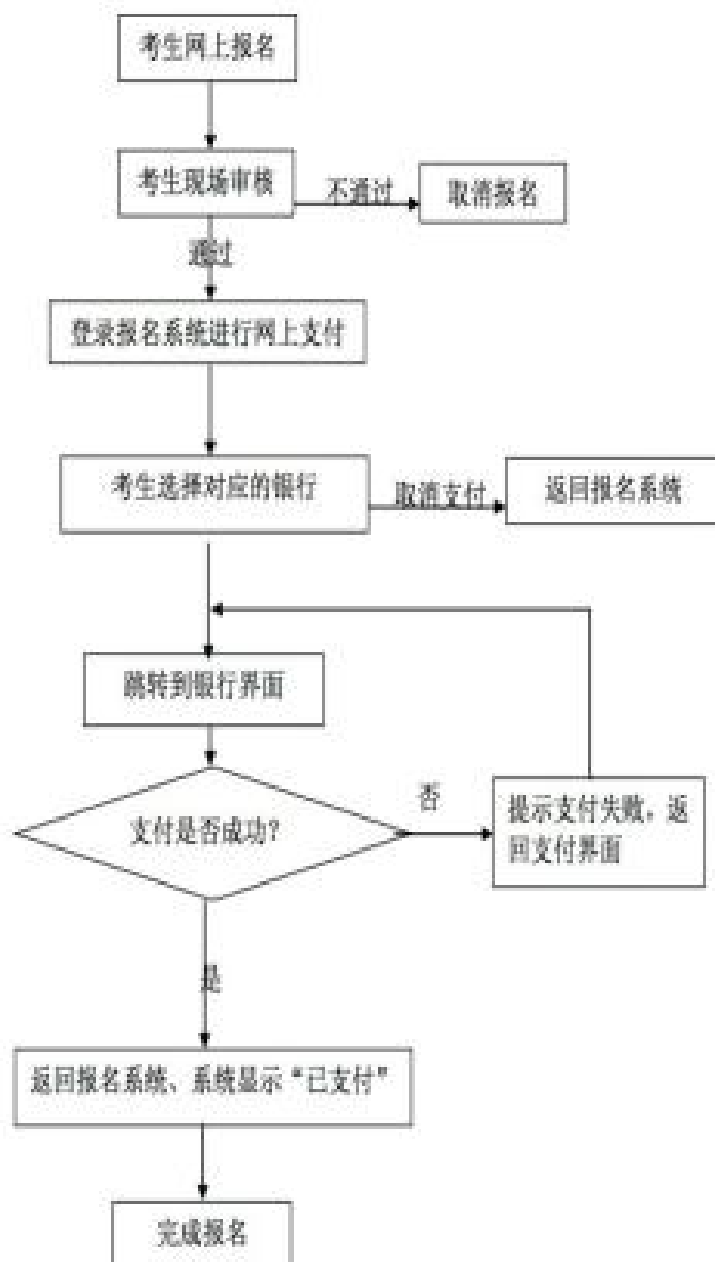 考生网上报名
考生现场审核
不通过
取消报名
通过
登录报名系统进行网上支付
考生选择对应的银行
取消支付
返回报名系统
跳转到银行界面
支付是否成功?
否
提示支付失败，返
回支付界面
是
返回报名系统、系统显示“已支付”
完成报名